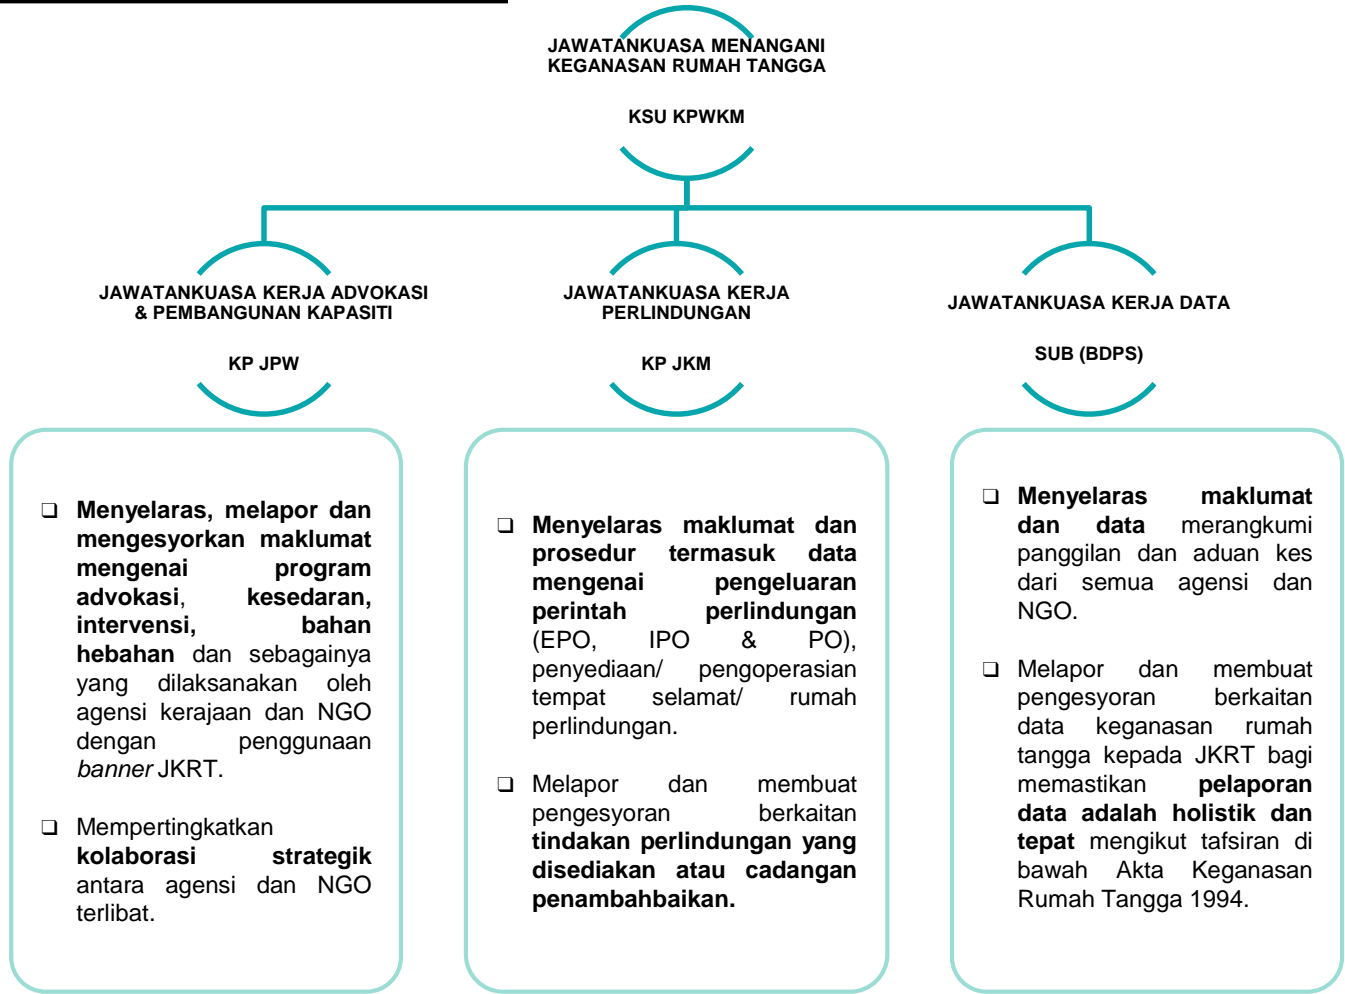 JAWATANKUASA MENANGANI
KEGANASAN RUMAH TANGGA
KSU KPWKM
JAWATANKUASA KERJA ADVOKASI
& PEMBANGUNAN KAPASITI
KP JPW
JAWATANKUASA KERJA
PERLINDUNGAN
KP JKM
JAWATANKUASA KERJA DATA
SUB (BDPS)
❑ Menyelaras, melapor dan
mengesyorkan maklumat
mengenai program
advokasi, kesedaran,
intervensi, bahan
hebahan dan sebagainya
yang dilaksanakan oleh
agensi kerajaan dan NGO
dengan penggunaan
banner JKRT.
❑ Mempertingkatkan
kolaborasi strategik
antara agensi dan NGO
terlibat.
❑ Menyelaras maklumat dan
prosedur termasuk data
mengenai pengeluaran
perintah perlindungan
(EPO, IPO & PO),
penyediaan/ pengoperasian
tempat selamat/ rumah
perlindungan.
❑ Melapor dan membuat
pengesyoran berkaitan
tindakan perlindungan yang
disediakan atau cadangan
penambahbaikan.
❑ Menyelaras maklumat
dan data merangkumi
panggilan dan aduan kes
dari semua agensi dan
NGO.
❑ Melapor dan membuat
pengesyoran berkaitan
data keganasan rumah
tangga kepada JKRT bagi
memastikan pelaporan
data adalah holistik dan
tepat mengikut tafsiran di
bawah Akta Keganasan
Rumah Tangga 1994.